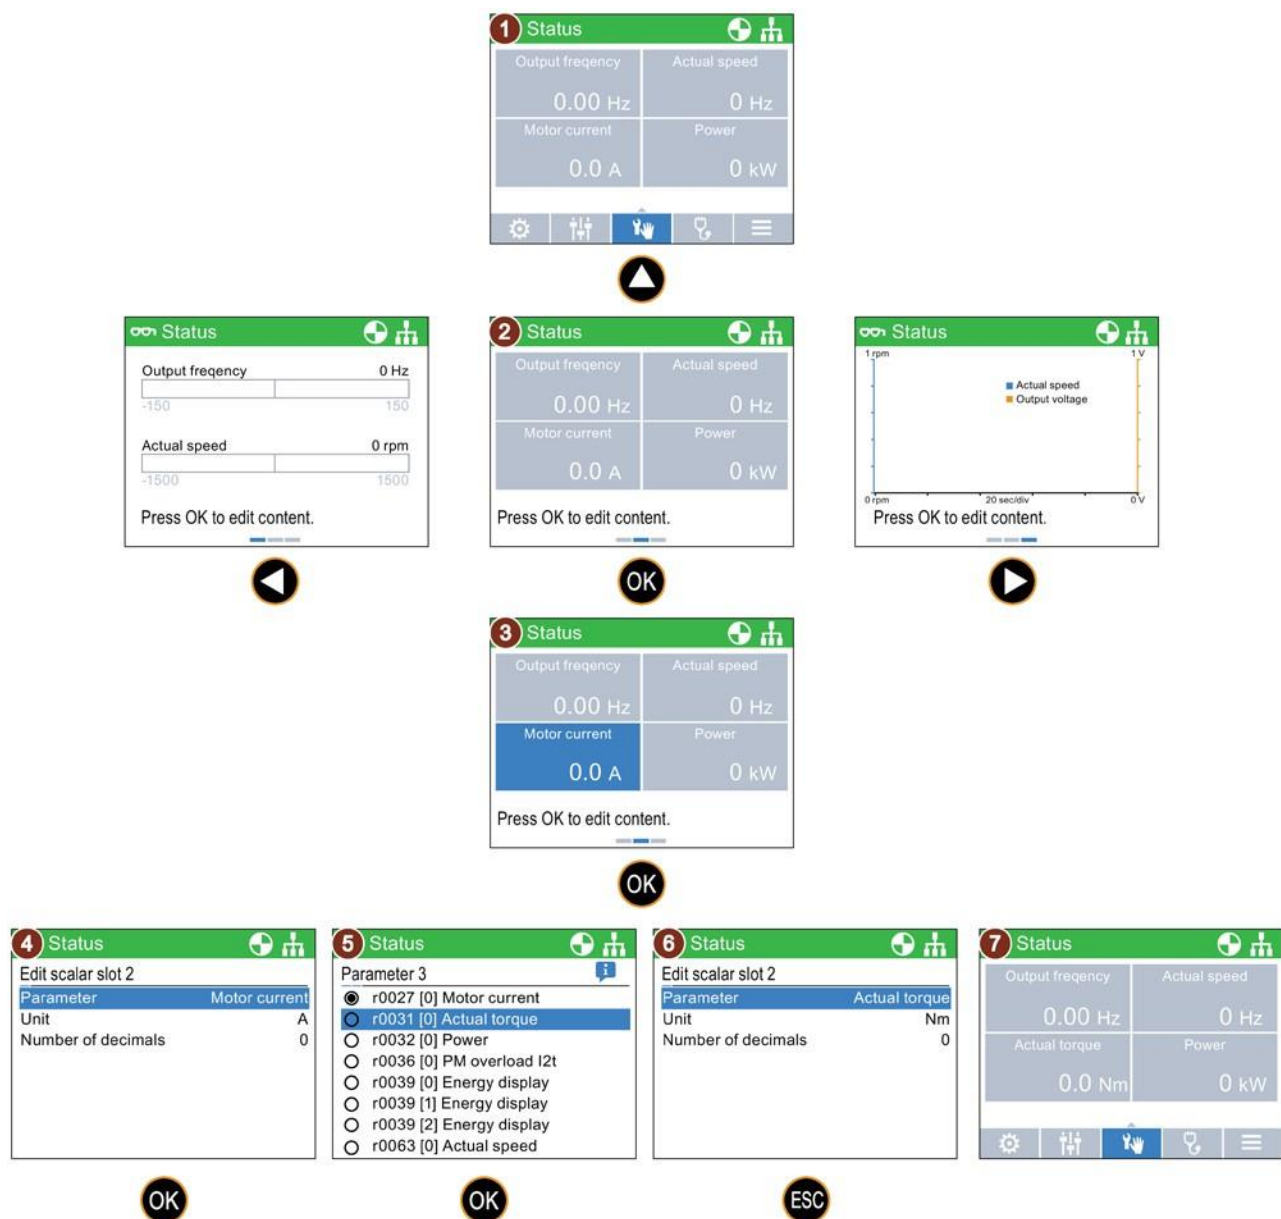 1 Status
Output freqency Actual speed
0.00 Hz 0 Hz
Motor current Power
0.0 A 0 kW
Status
Output freqency 0 Hz
-150 150
Actual speed 0 rpm
-1500 1500
Press OK to edit content.
2 Status
Output freqency Actual speed
0.00 Hz 0 Hz
Motor current Power
0.0 A 0 kW
Press OK to edit content.
OK
Status
1 rpm 1 V
Actual speed
Output voltage
0 rpm 20 sec/div 0 V
Press OK to edit content.
3 Status
Output freqency Actual speed
0.00 Hz 0 Hz
Motor current Power
0.0 A 0 kW
Press OK to edit content.
OK
4 Status
Edit scalar slot 2
Parameter Motor current
Unit A
Number of decimals 0
OK
5 Status
Parameter 3 i
r0027 [0] Motor current
r0031 [0] Actual torque
r0032 [0] Power
r0036 [0] PM overload I2t
r0039 [0] Energy display
r0039 [1] Energy display
r0039 [2] Energy display
r0063 [0] Actual speed
OK
6 Status
Edit scalar slot 2
Parameter Actual torque
Unit Nm
Number of decimals 0
ESC
7 Status
Output freqency Actual speed
0.00 Hz 0 Hz
Actual torque Power
0.0 Nm 0 kW